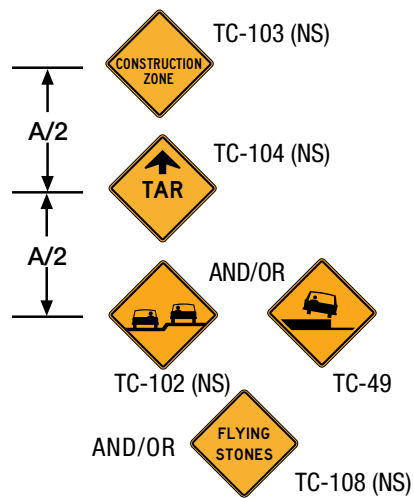 TC-103 (NS)
CONSTRUCTION
ZONE
A/2
TC-104 (NS)
TAR
A/2
AND/OR
TC-102 (NS)
TC-49
AND/OR
FLYING
STONES
TC-108 (NS)